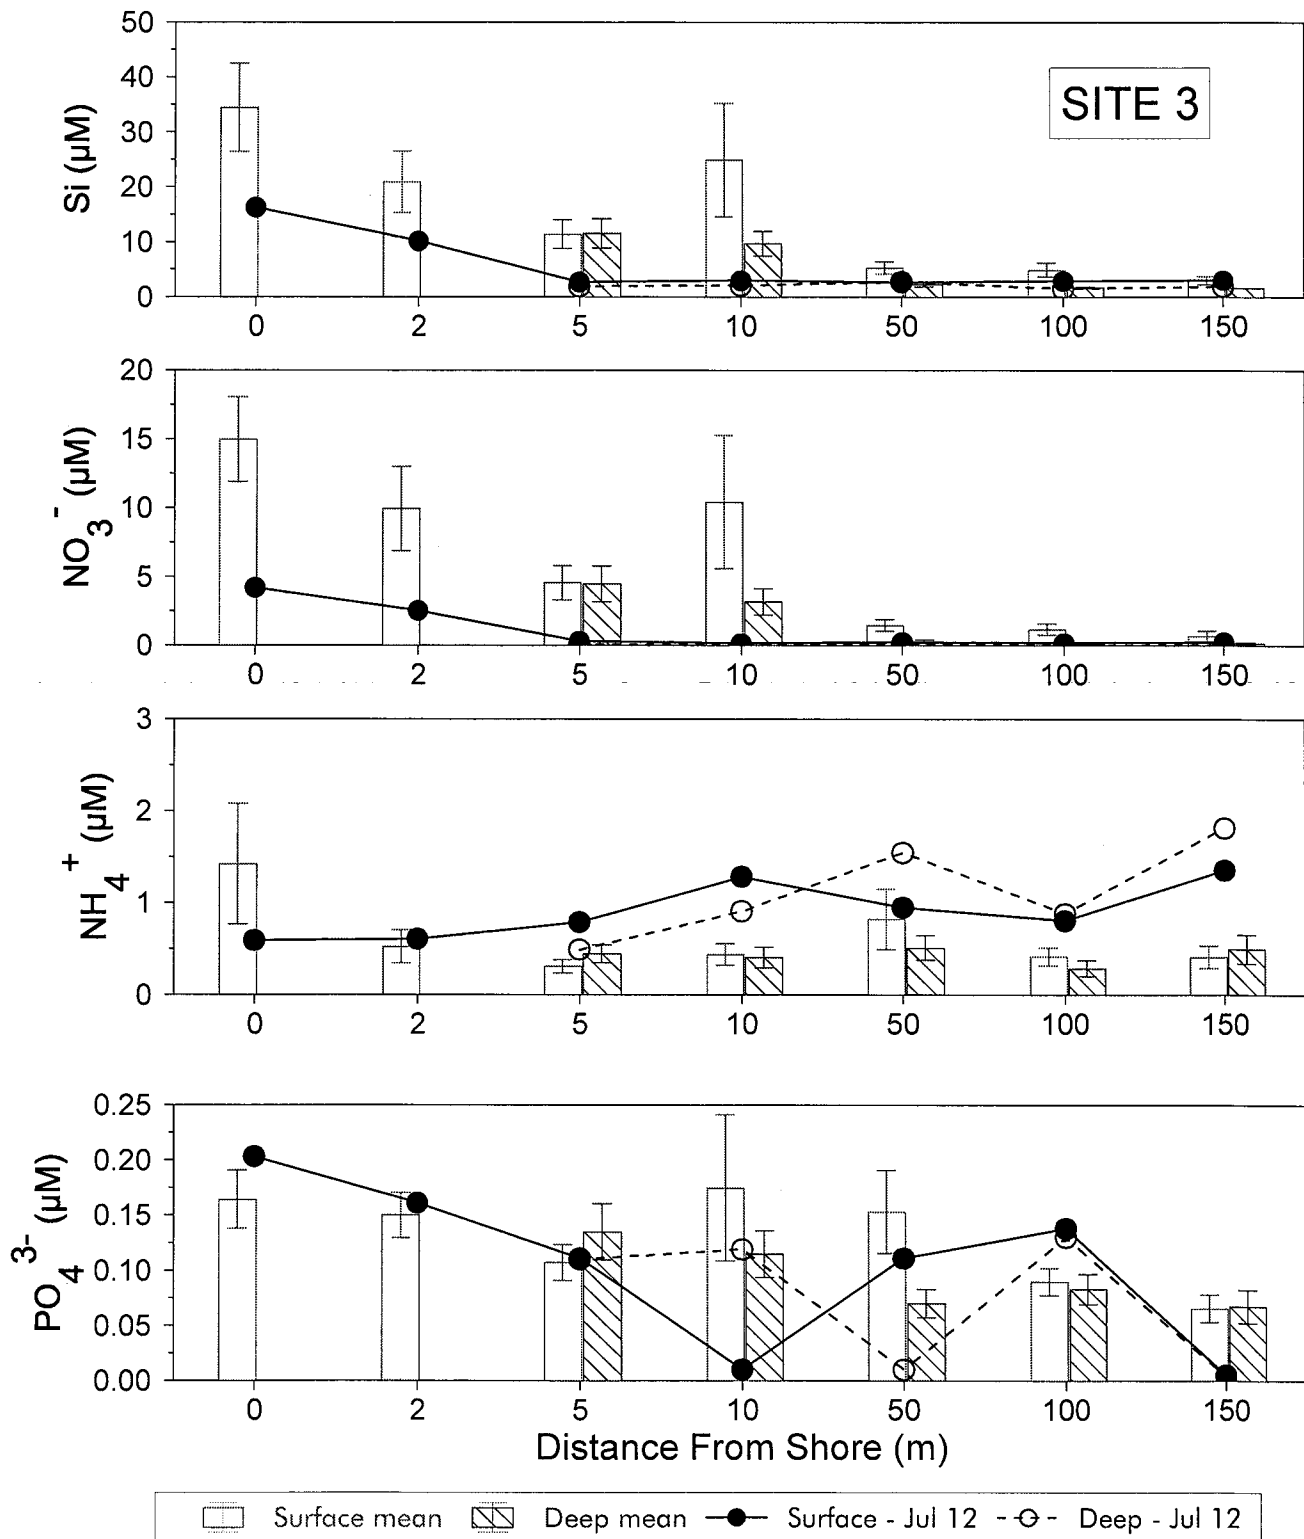 SITE 3
Si (µM)
50
40
30
20
10
0
0 2 5 10 50 100 150
NO3- (µM)
20
15
10
5
0
0 2 5 10 50 100 150
NH4+ (µM)
3
2
1
0
0 2 5 10 50 100 150
PO43- (µM)
0.25
0.20
0.15
0.10
0.05
0.00
0 2 5 10 50 100 150
Distance From Shore (m)
Surface mean Deep mean Surface - Jul 12 Deep - Jul 12